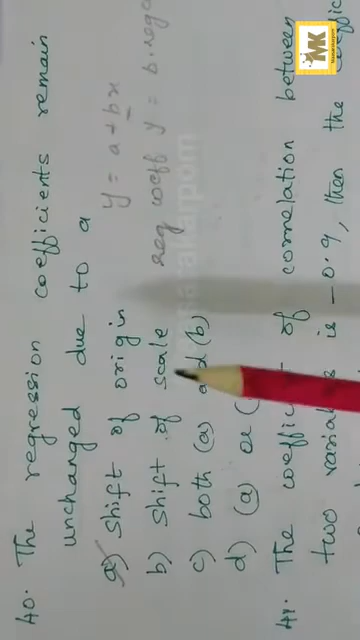 40. The regression coefficients remain
unchanged due to a
a) shift of origin
y = a + bx
b) shift of scale
reg coeff y = b.
c) both (a) and (b)
d) (a) or (
41. The coefficient of correlation between
two variables is -0.9, then the
MK